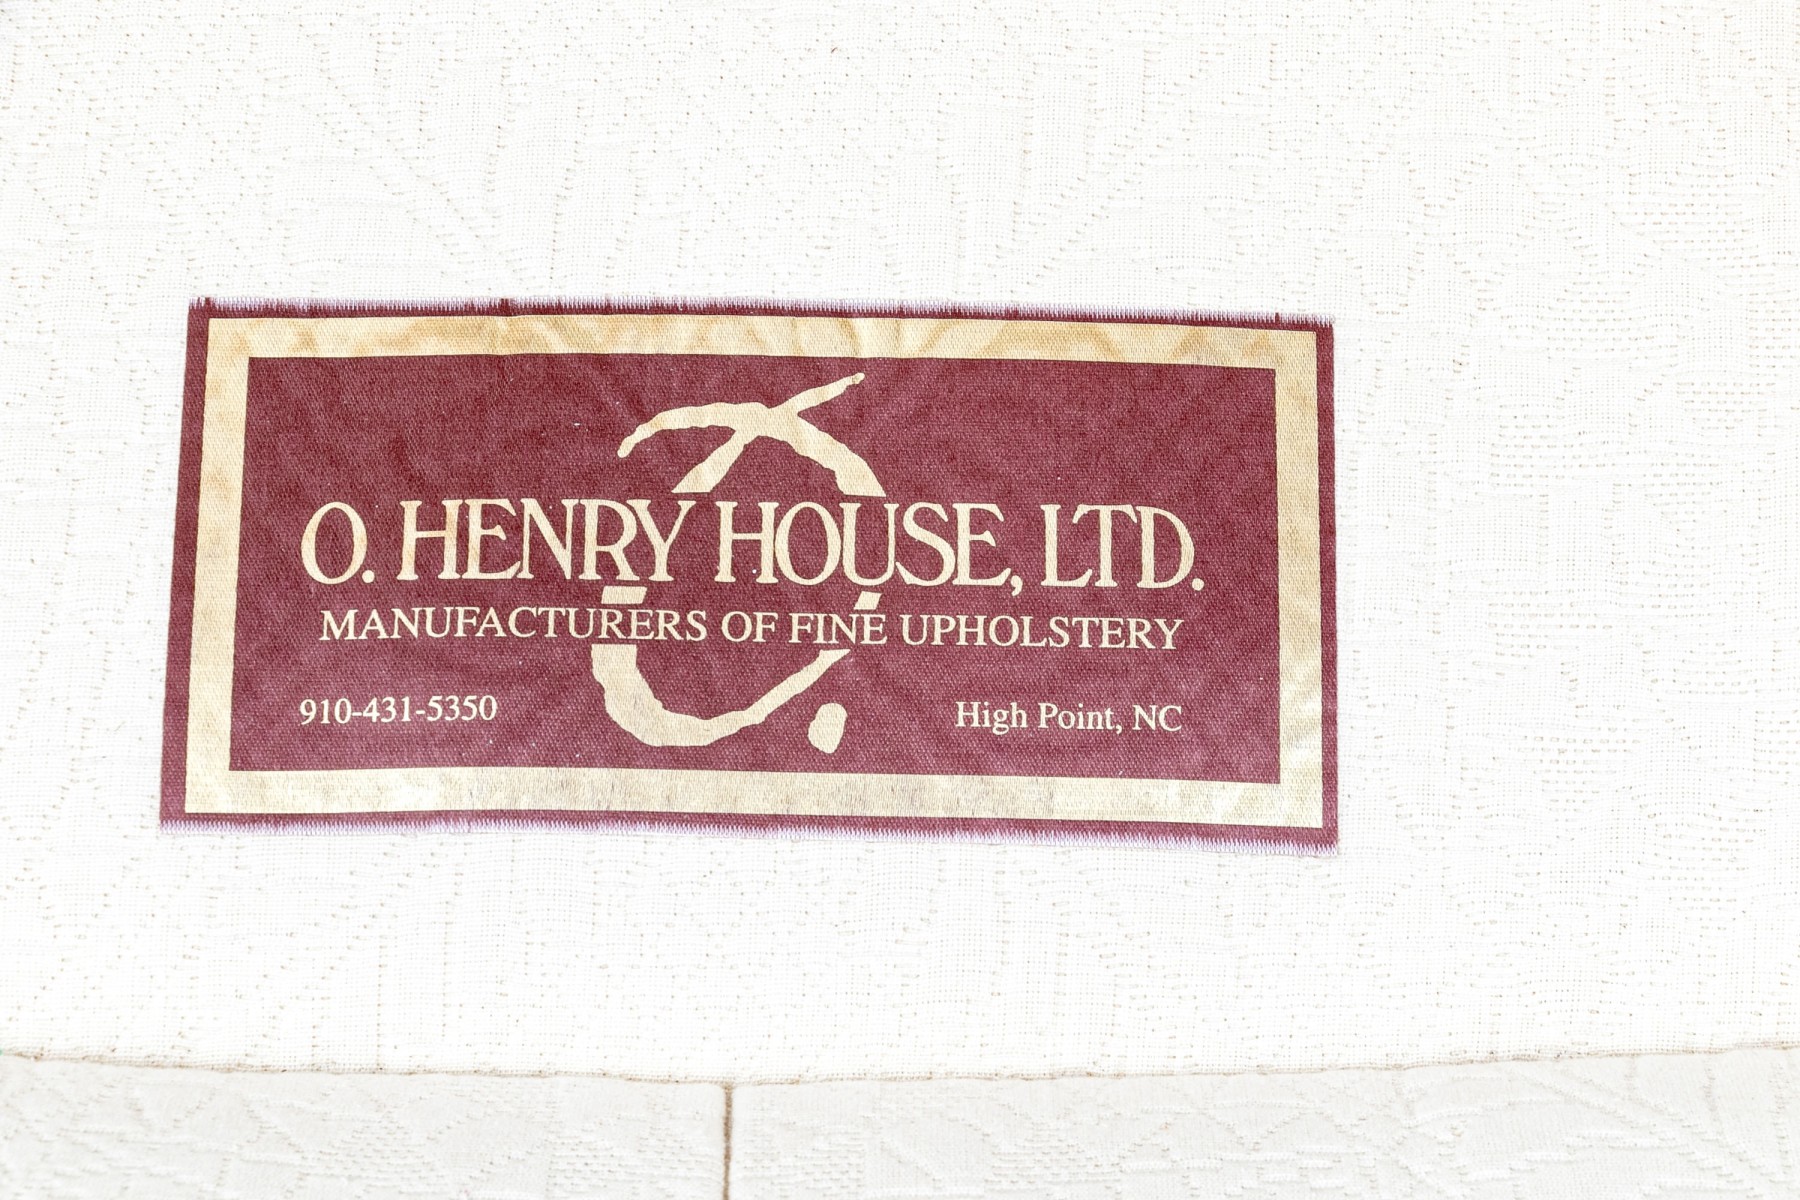 O. HENRY HOUSE, LTD.
MANUFACTURERS OF FINE UPHOLSTERY
910-431-5350
High Point, NC